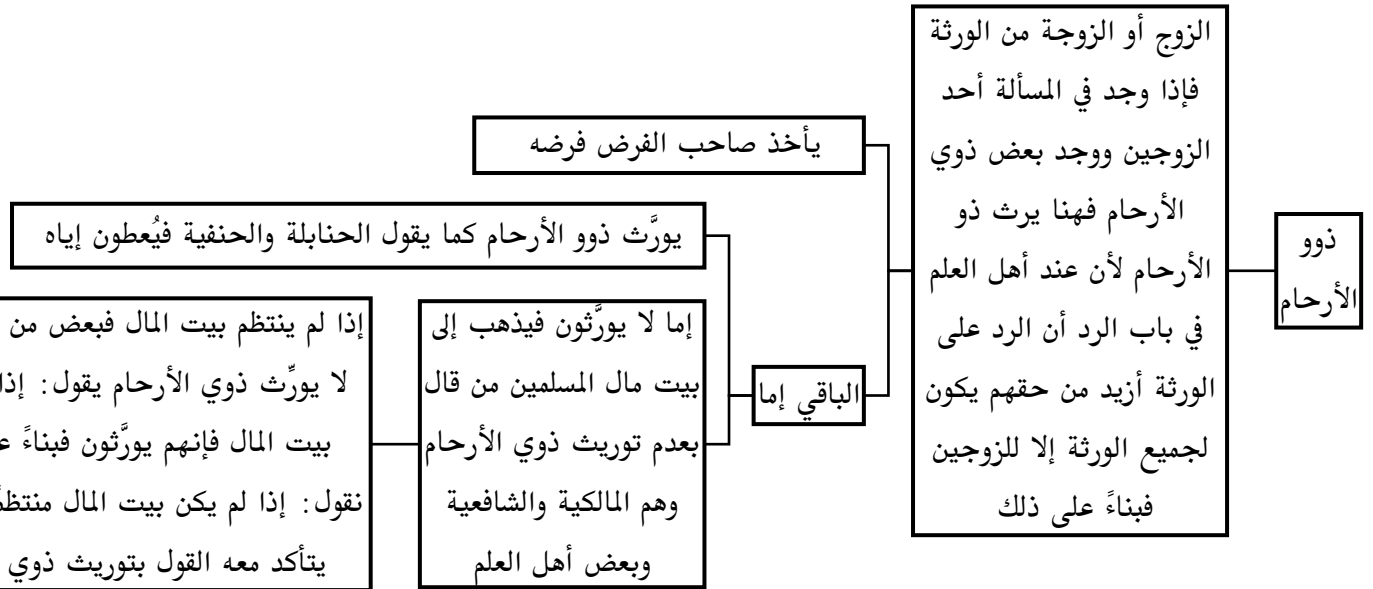 ذوو
الأرحام
الزوج أو الزوجة من الورثة
فإذا وجد في المسألة أحد
الزوجين ووجد بعض ذوي
الأرحام فهنا يرث ذو
الأرحام لأن عند أهل العلم
في باب الرد أن الرد على
الورثة أزيد من حقهم يكون
لجميع الورثة إلا للزوجين
فبناءً على ذلك
يأخذ صاحب الفرض فرضه
الباقي إما
يورَّث ذوو الأرحام كما يقول الحنابلة والحنفية فيُعطون إياه
إما لا يورَّثون فيذهب إلى
بيت مال المسلمين من قال
بعدم توريث ذوي الأرحام
وهم المالكية والشافعية
وبعض أهل العلم
إذا لم ينتظم بيت المال فبعض من
لا يورِّث ذوي الأرحام يقول: إذا
بيت المال فإنهم يورَّثون فبناءً
نقول: إذا لم يكن بيت المال
يتأكد معه القول بتوريث ذوي